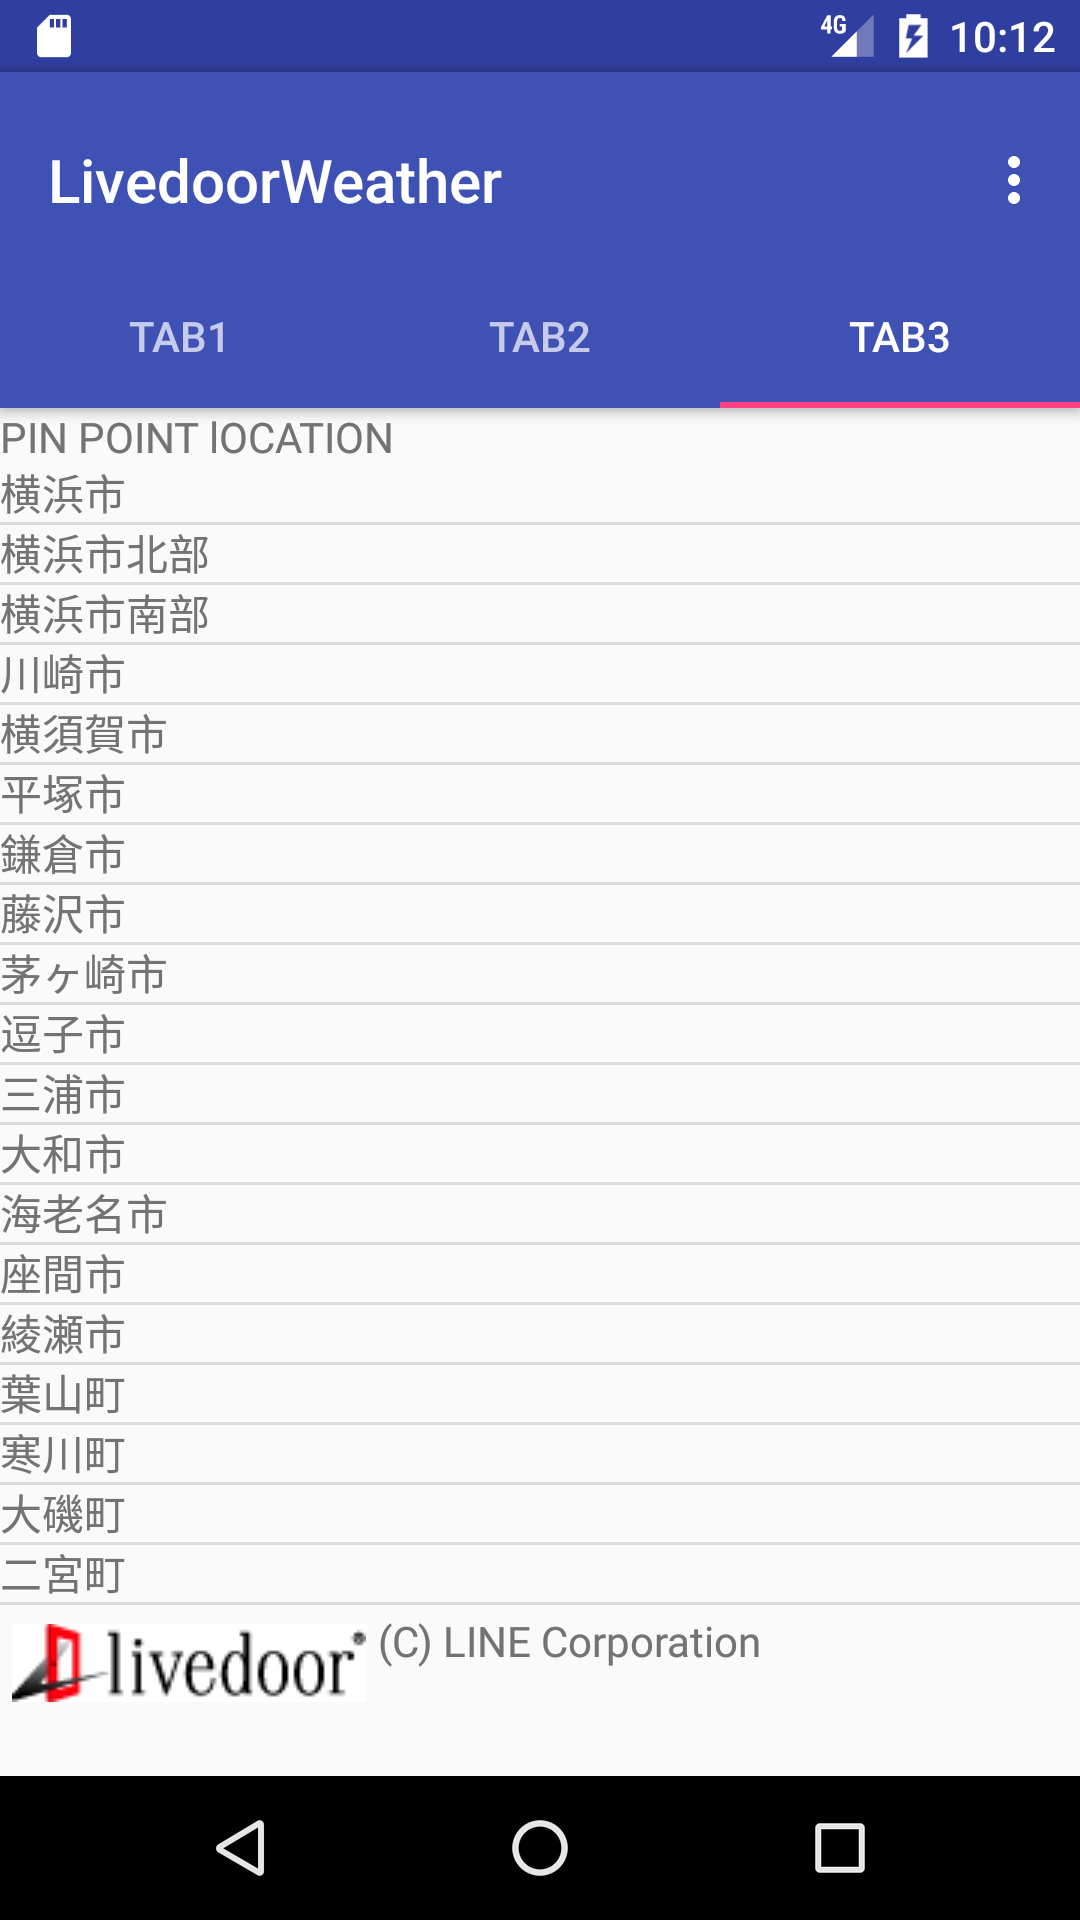 4G 10:12
LivedoorWeather
TAB1 TAB2 TAB3
PIN POINT lOCATION
横浜市
横浜市北部
横浜市南部
川崎市
横須賀市
平塚市
鎌倉市
藤沢市
茅ヶ崎市
逗子市
三浦市
大和市
海老名市
座間市
綾瀬市
葉山町
寒川町
大磯町
二宮町
livedoor® (C) LINE Corporation